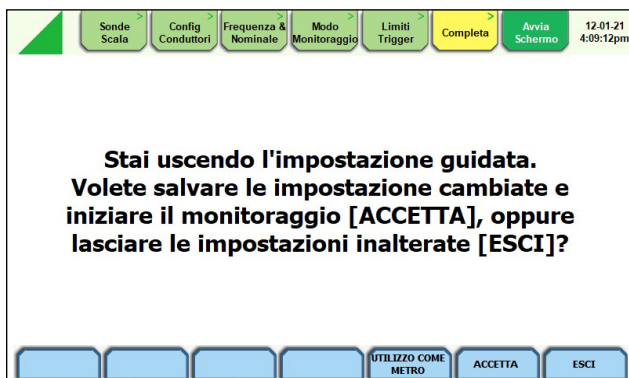 > > > > > >
Sonde Scala Config Conduttori Frequenza & Nominale Modo Monitoraggio Limiti Trigger Completa Avvia Schermo 12-01-21 4:09:12pm
Stai uscendo l'impostazione guidata.
Volete salvare le impostazione cambiate e
iniziare il monitoraggio [ACCETTA], oppure
lasciare le impostazioni inalterate [ESCI]?
UTILIZZO COME METRO ACCETTA ESCI